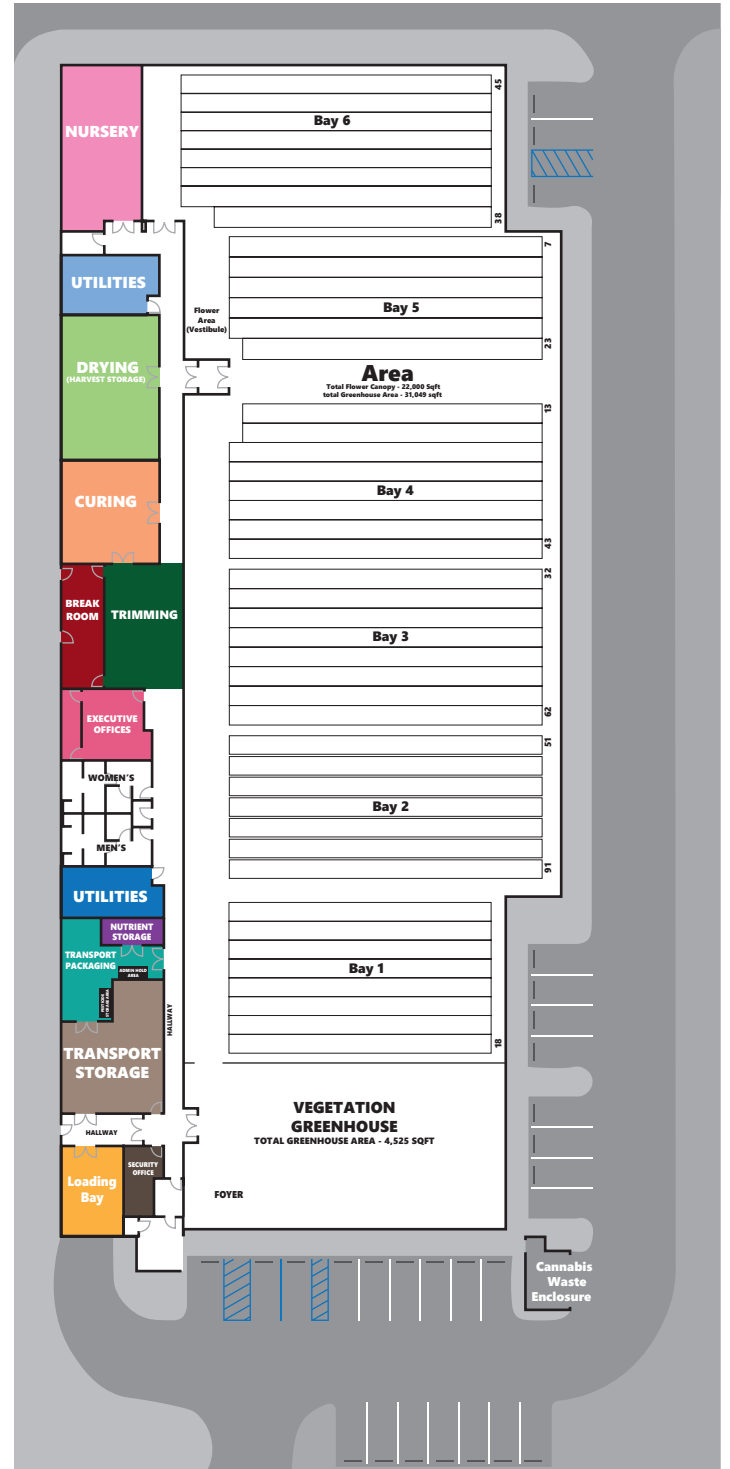 45
Bay 6
NURSERY
38
7
UTILITIES
Flower
Area
(Vestibule)
Bay 5
23
DRYING
(HARVEST STORAGE)
Area
Total Flower Canopy - 22,000 Sqft
total Greenhouse Area - 31,049 sqft
13
CURING
Bay 4
43
32
BREAK
ROOM
TRIMMING
Bay 3
62
EXECUTIVE
OFFICES
51
WOMEN'S
Bay 2
MEN'S
91
UTILITIES
NUTRIENT
STORAGE
TRANSPORT
PACKAGING
ADMIN HOLD
AREA
Bay 1
PESTICIDE
STORAGE AREA
HALLWAY
18
TRANSPORT
STORAGE
VEGETATION
GREENHOUSE
TOTAL GREENHOUSE AREA - 4,525 SQFT
HALLWAY
SECURITY
OFFICE
Loading
Bay
FOYER
Cannabis
Waste
Enclosure